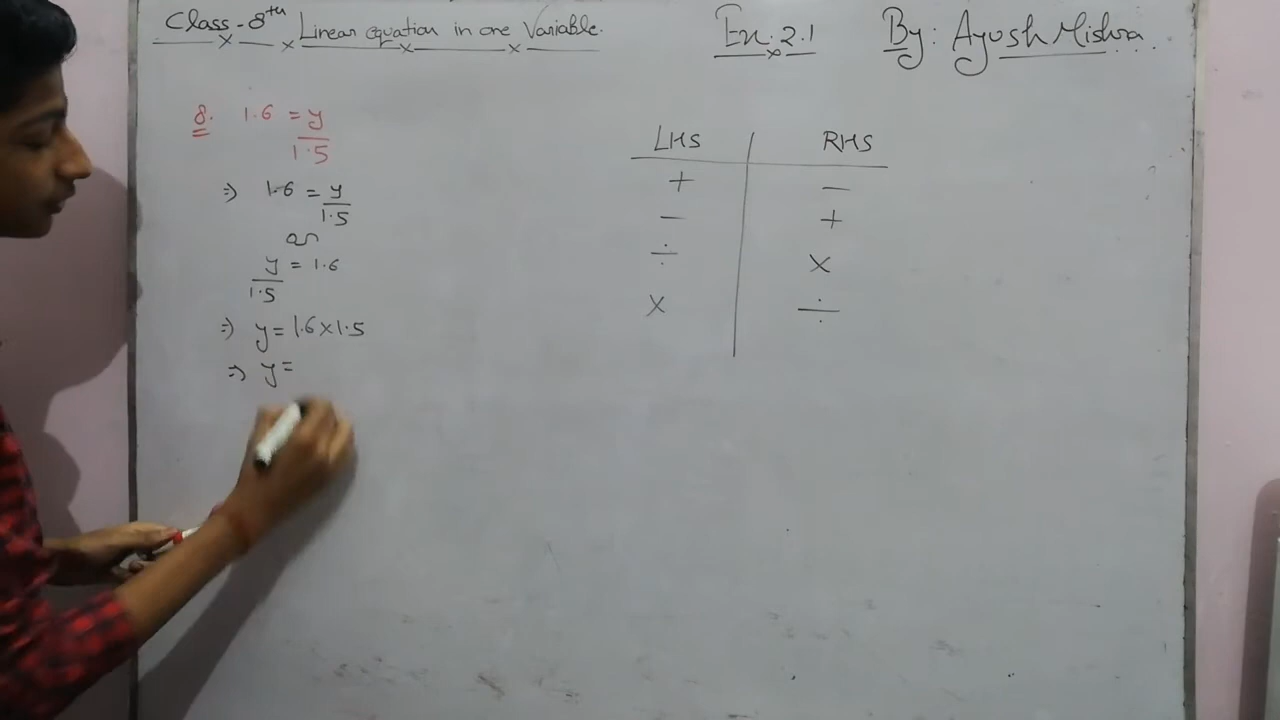 Class-8th Linear equation in one Variable.
Ex. 2.1
By: Ayush Mishra
8. 1.6 = y/1.5
⇒ 1.6 = y/1.5
or
y/1.5 = 1.6
⇒ y = 1.6 × 1.5
⇒ y =
LHS | RHS
+ | −
− | +
÷ | ×
× | ÷